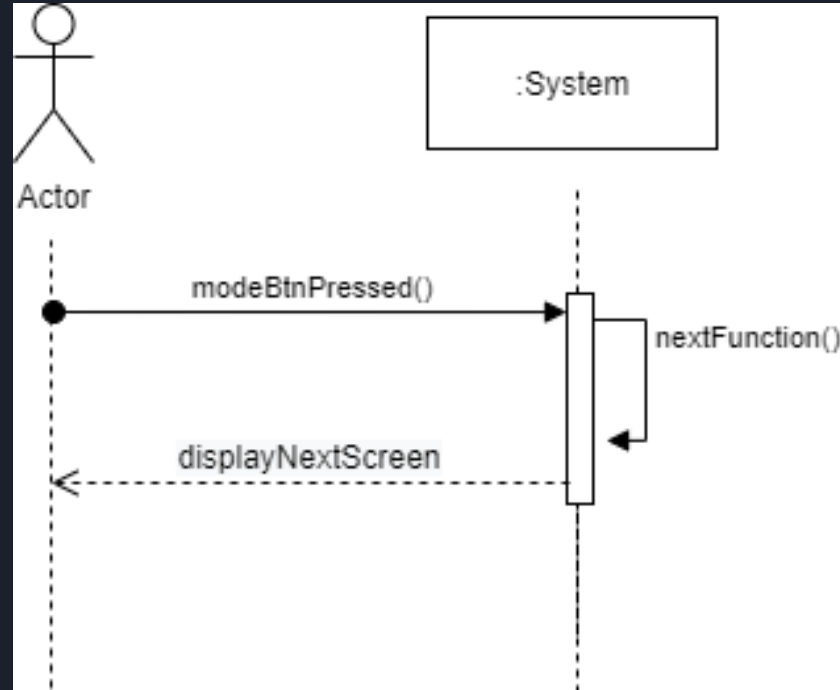 :System
Actor
modeBtnPressed()
nextFunction()
displayNextScreen